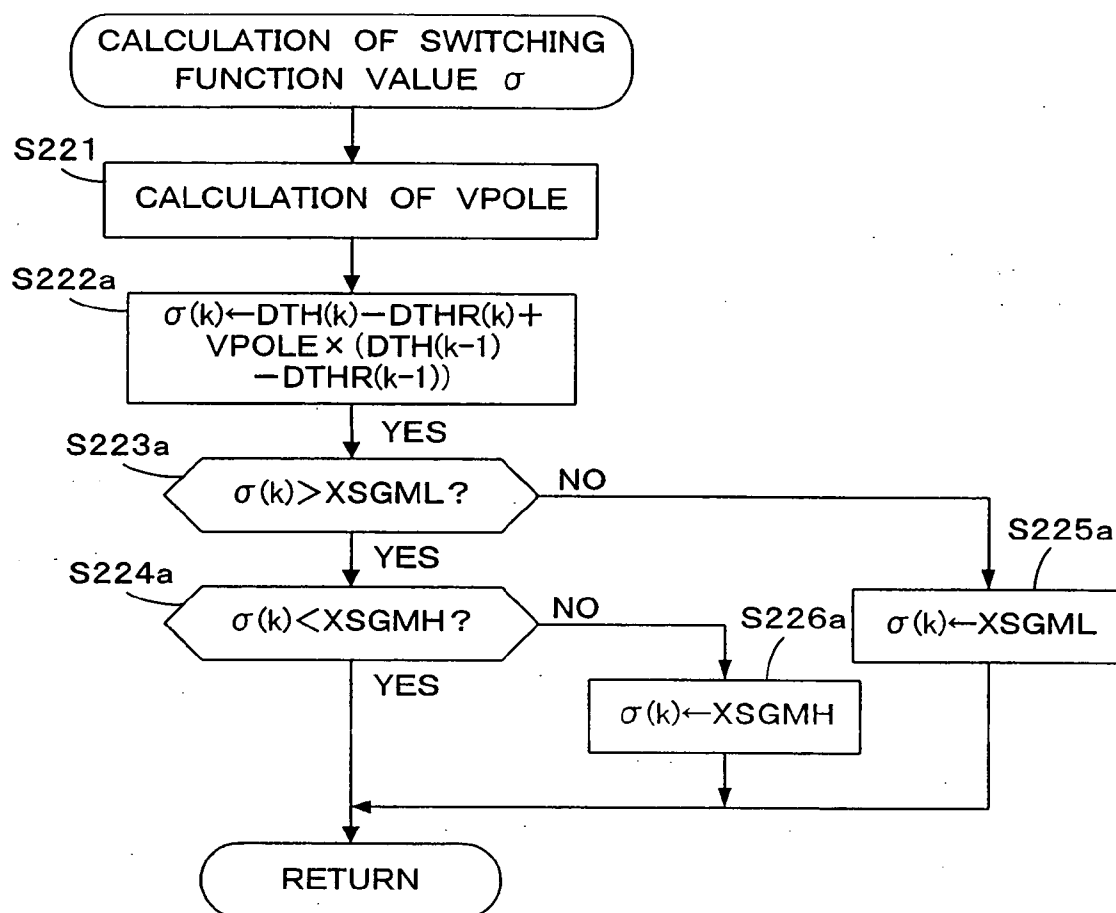 CALCULATION OF SWITCHING
FUNCTION VALUE σ
S221
CALCULATION OF VPOLE
S222a
σ(k)←DTH(k)−DTHR(k)+
VPOLE×(DTH(k-1)
−DTHR(k-1))
YES
S223a
σ(k)>XSGML?
NO
YES
S224a
σ(k)<XSGMH?
NO
YES
S225a
σ(k)←XSGML
S226a
σ(k)←XSGMH
RETURN